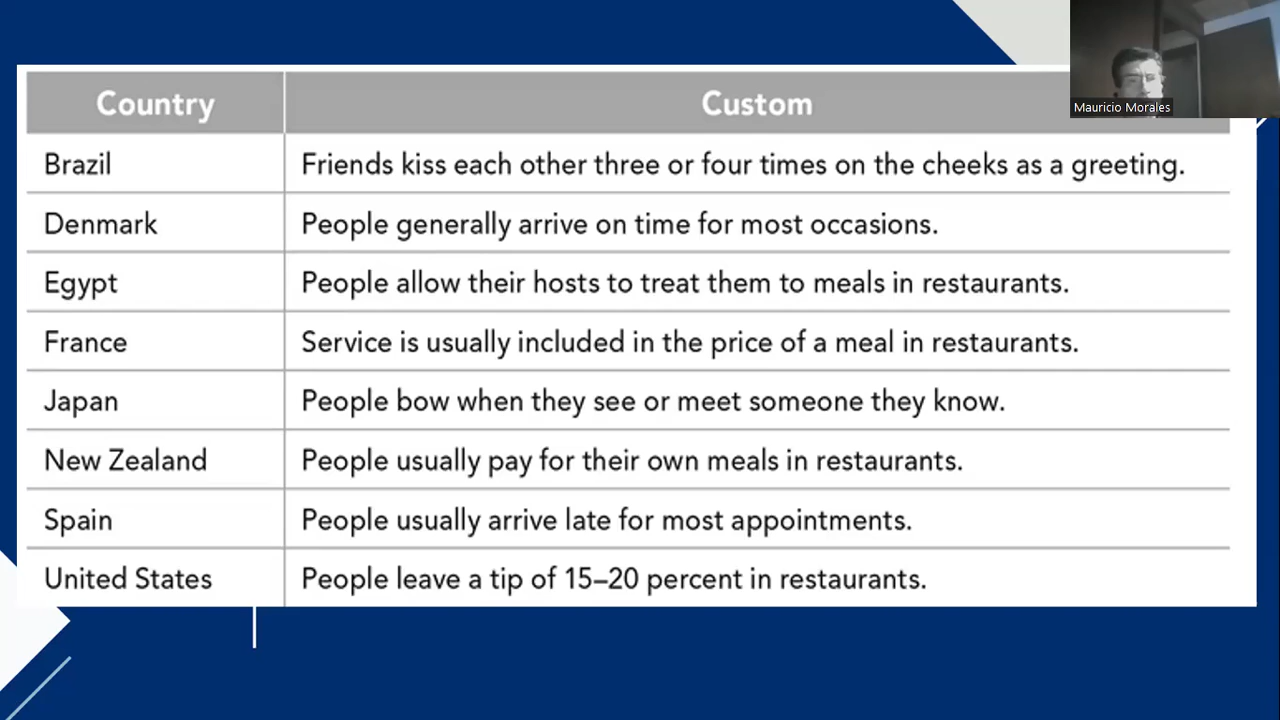 Mauricio Morales
Country Custom
Brazil Friends kiss each other three or four times on the cheeks as a greeting.
Denmark People generally arrive on time for most occasions.
Egypt People allow their hosts to treat them to meals in restaurants.
France Service is usually included in the price of a meal in restaurants.
Japan People bow when they see or meet someone they know.
New Zealand People usually pay for their own meals in restaurants.
Spain People usually arrive late for most appointments.
United States People leave a tip of 15–20 percent in restaurants.